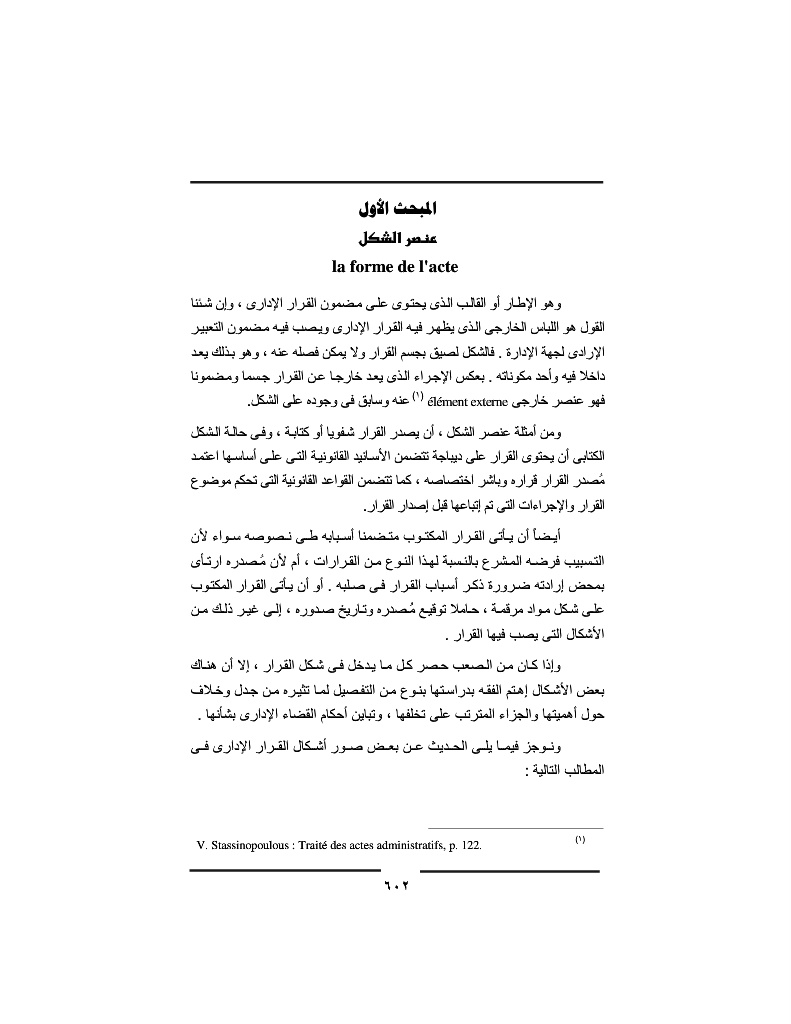 المبحث الأول
عنصر الشكل
la forme de l'acte
وهو الإطار أو القالب الذى يحتوى على مضمون القرار الإدارى ، وإن شئنا
القول هو اللباس الخارجى الذى يظهر فيه القرار الإدارى ويصب فيه مضمون التعبير
الإرادى لجهة الإدارة . فالشكل لصيق بجسم القرار ولا يمكن فصله عنه ، وهو بذلك يعد
داخلا فيه وأحد مكوناته . بعكس الإجراء الذى يعد خارجا عن القرار جسما ومضمونا
فهو عنصر خارجى élément externe (١) عنه وسابق فى وجوده على الشكل.
ومن أمثلة عنصر الشكل ، أن يصدر القرار شفويا أو كتابة ، وفى حالة الشكل
الكتابى أن يحتوى القرار على ديباجة تتضمن الأسانيد القانونية التى على أساسها اعتمد
مُصدر القرار قراره وباشر اختصاصه ، كما تتضمن القواعد القانونية التى تحكم موضوع
القرار والإجراءات التى تم إتباعها قبل إصدار القرار.
أيضاً أن يأتى القرار المكتوب متضمنا أسبابه طى نصوصه سواء لأن
التسبيب فرضه المشرع بالنسبة لهذا النوع من القرارات ، أم لأن مُصدره ارتأى
بمحض إرادته ضرورة ذكر أسباب القرار فى صلبه . أو أن يأتى القرار المكتوب
على شكل مواد مرقمة ، حاملا توقيع مُصدره وتاريخ صدوره ، إلى غير ذلك من
الأشكال التى يصب فيها القرار .
وإذا كان من الصعب حصر كل ما يدخل فى شكل القرار ، إلا أن هناك
بعض الأشكال إهتم الفقه بدراستها بنوع من التفصيل لما تثيره من جدل وخلاف
حول أهميتها والجزاء المترتب على تخلفها ، وتباين أحكام القضاء الإدارى بشأنها .
ونوجز فيما يلى الحديث عن بعض صور أشكال القرار الإدارى فى
المطالب التالية :
(١) V. Stassinopoulous : Traité des actes administratifs, p. 122.
٦٠٢